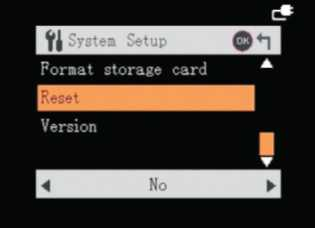 System Setup OK
Format storage card
Reset
Version
No